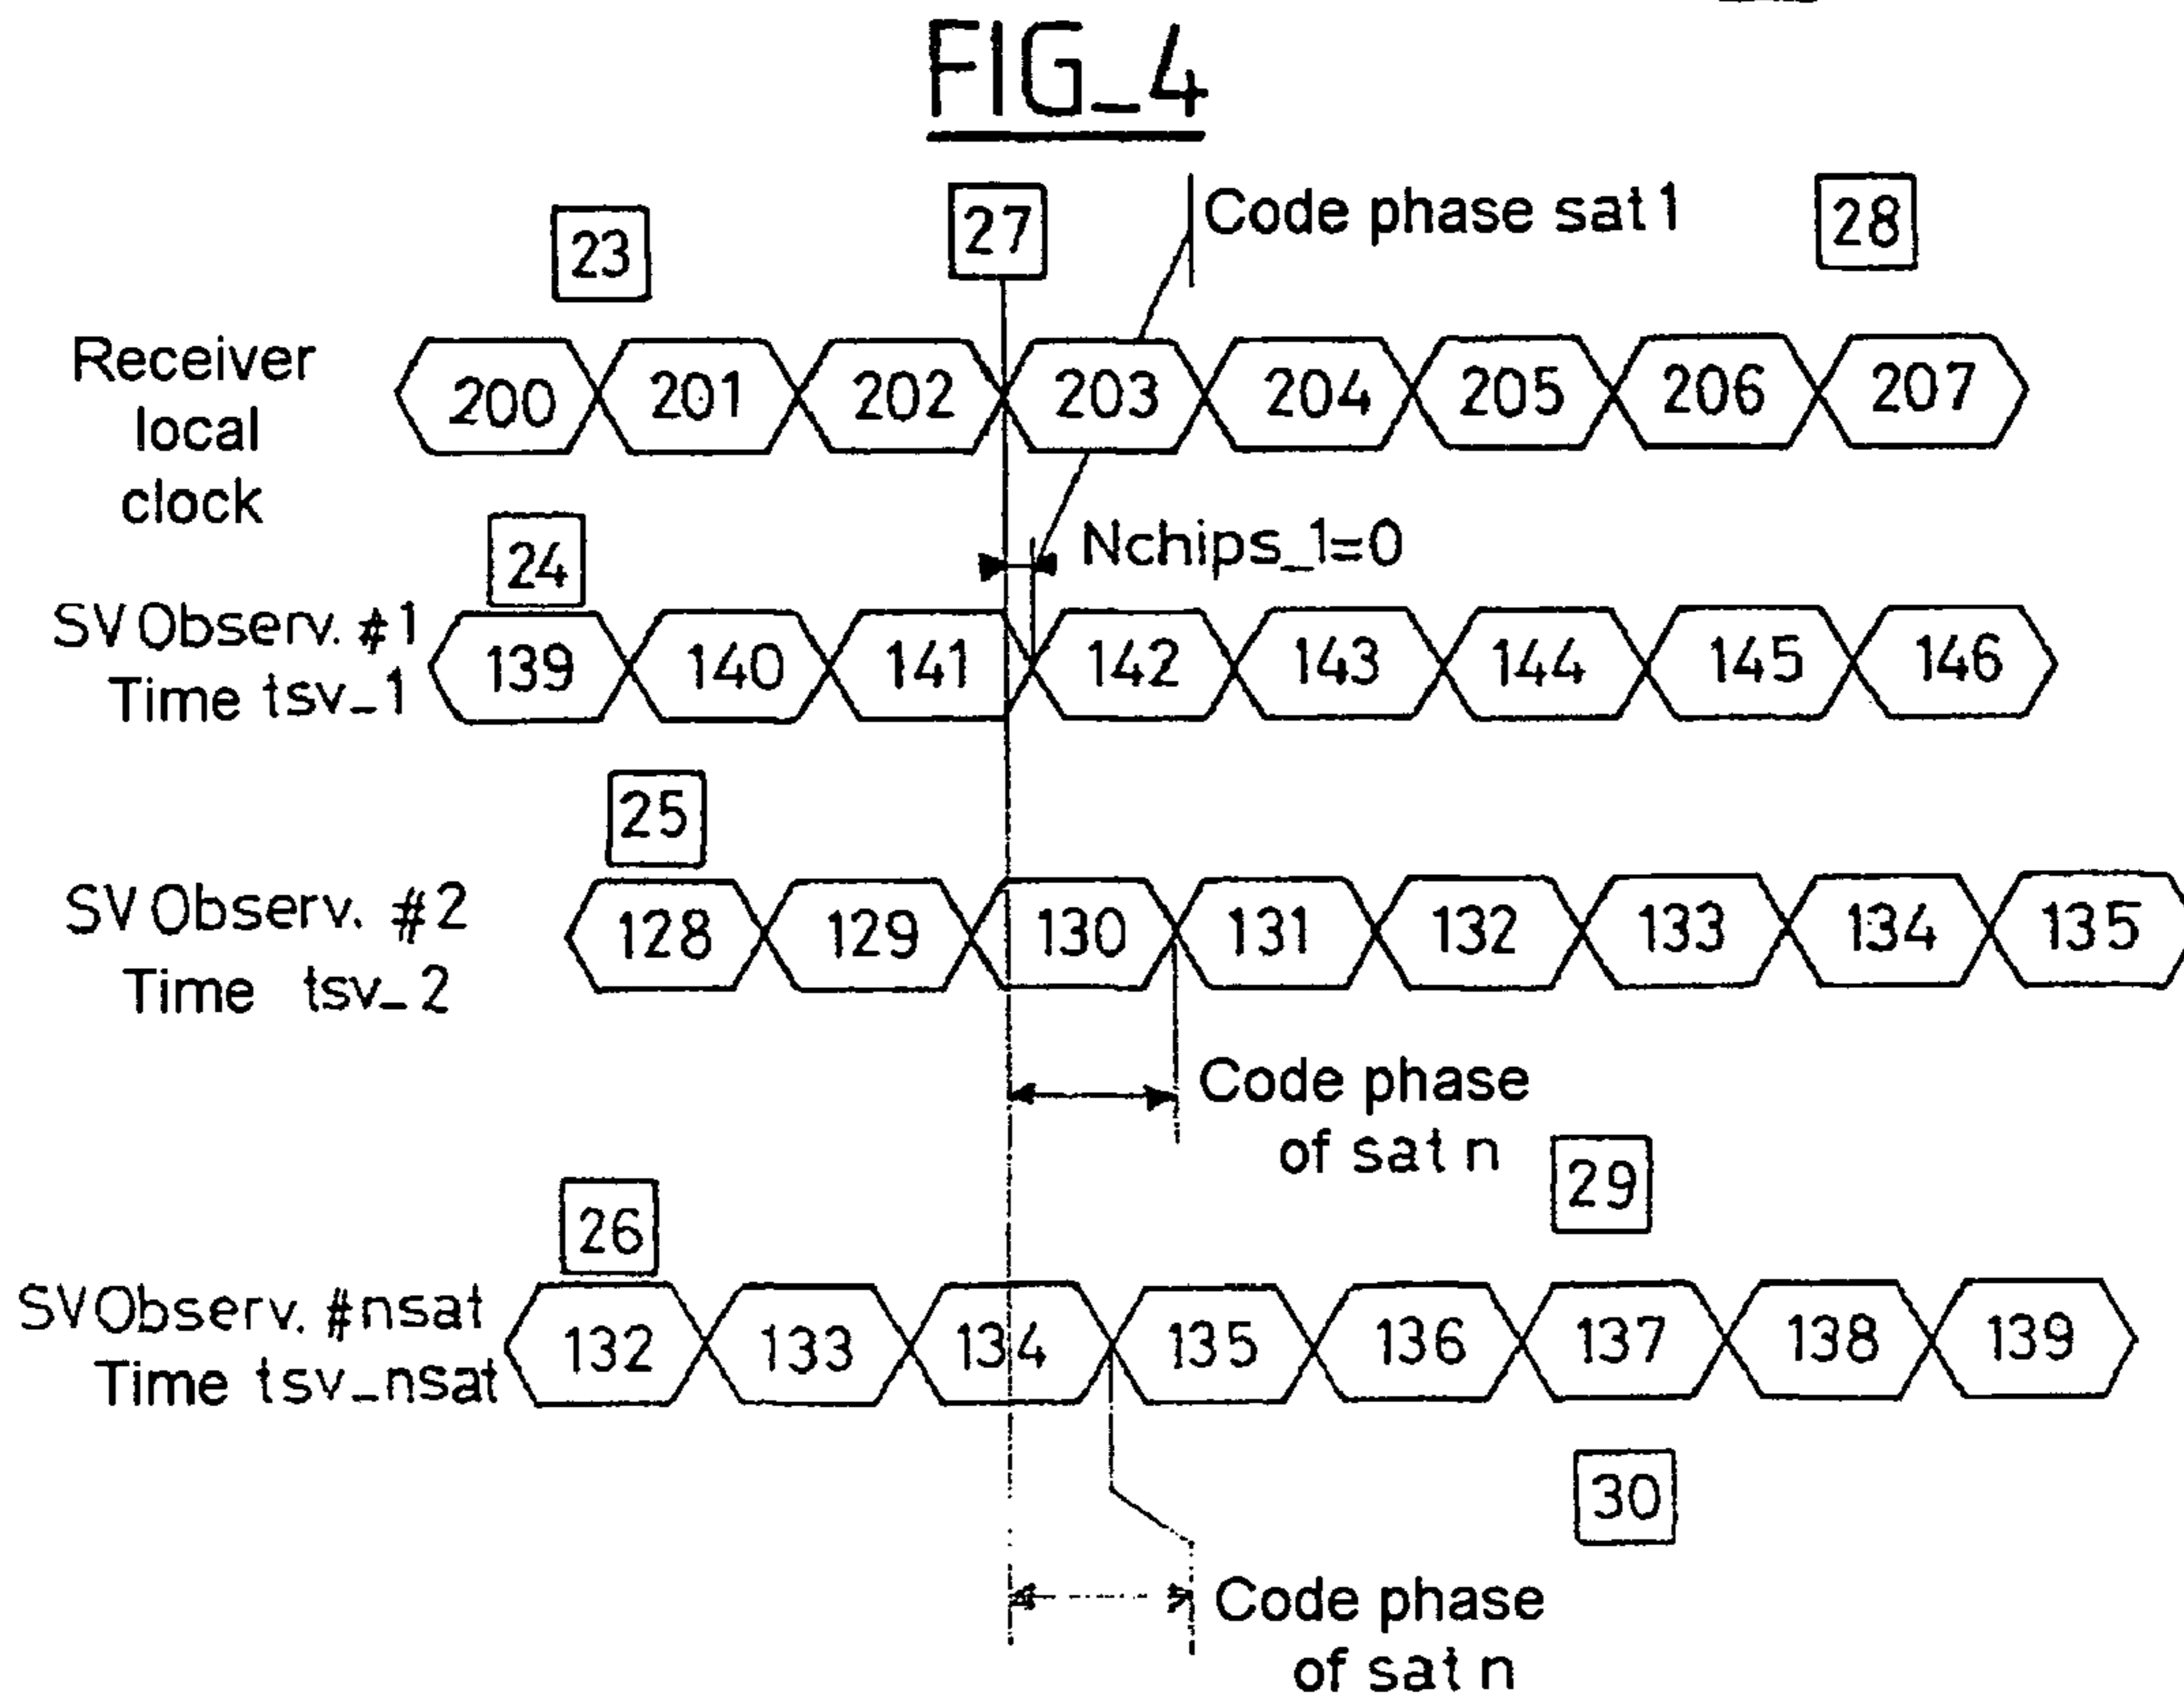 FIG_4
23
27
Code phase sat 1
28
Receiver
local
clock
200 201 202 203 204 205 206 207
24
Nchips_1=0
SV Observ. #1
Time tsv_1
139 140 141 142 143 144 145 146
25
SV Observ. #2
Time tsv_2
128 129 130 131 132 133 134 135
Code phase
of sat n
29
26
SV Observ. #nsat
Time tsv_nsat
132 133 134 135 136 137 138 139
30
Code phase
of sat n